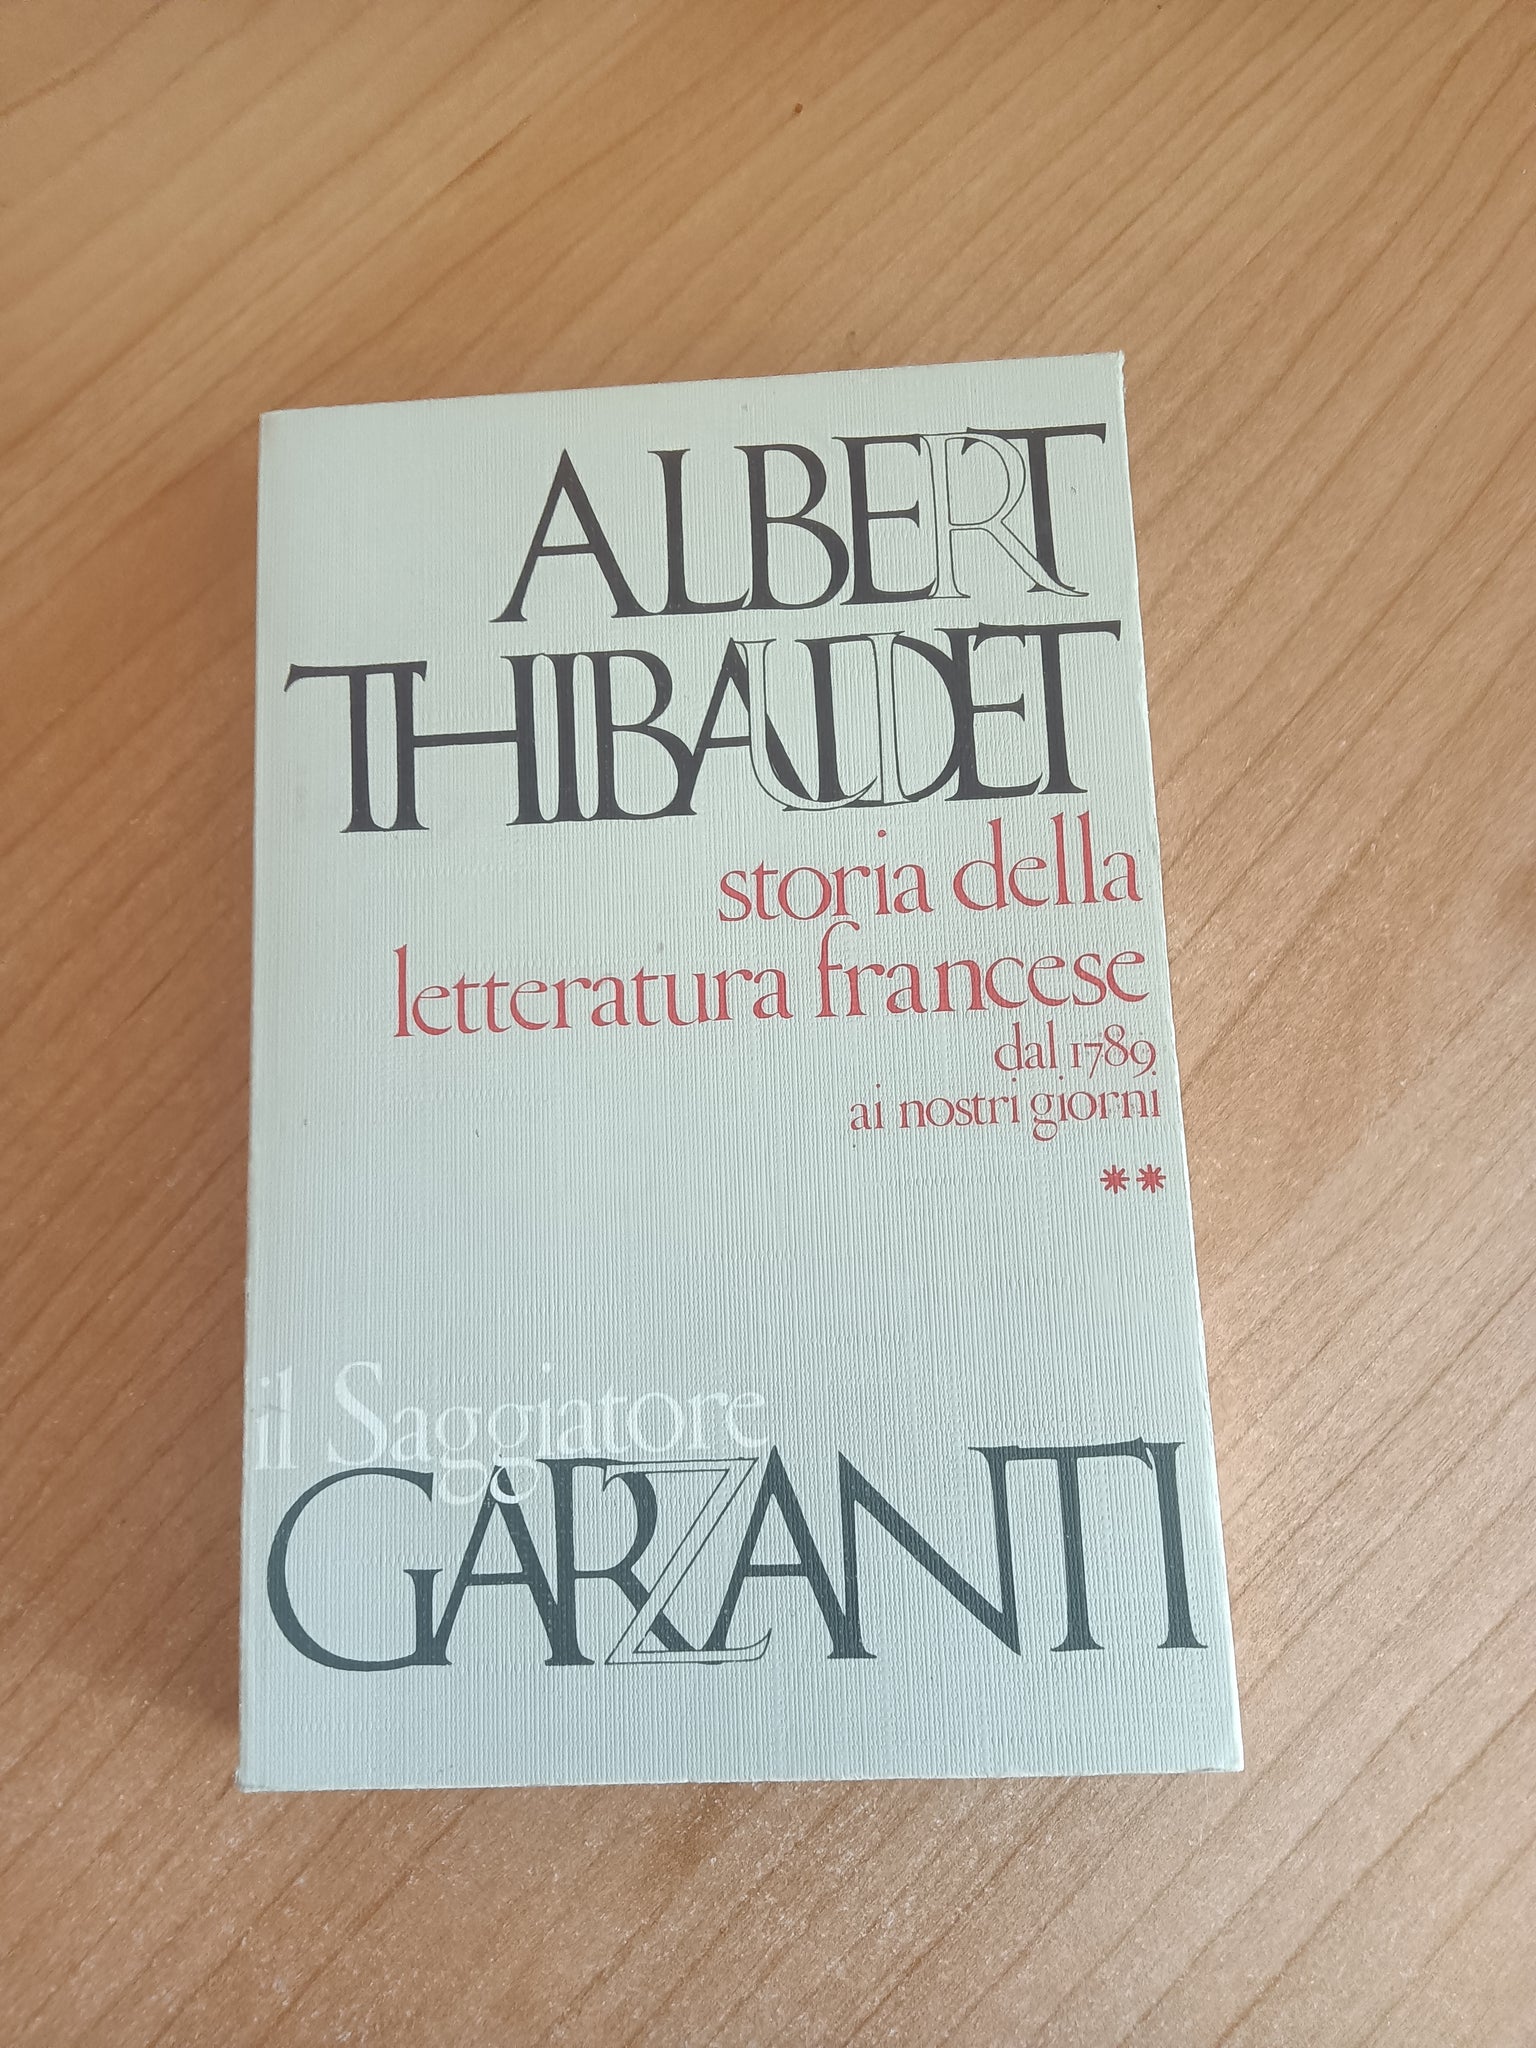 ALBERT
THIBAUDET
storia della
letteratura francese
dal 1789
ai nostri giorni
**
il Saggiatore
GARZANTI